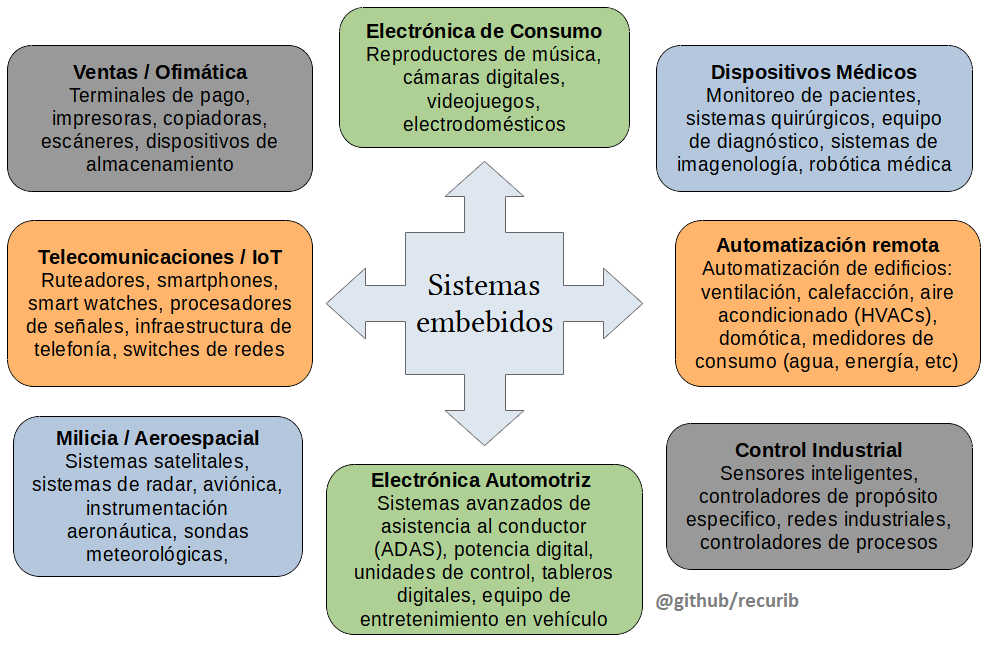 Electrónica de Consumo
Reproductores de música,
cámaras digitales,
videojuegos,
electrodomésticos
Ventas / Ofimática
Terminales de pago,
impresoras, copiadoras,
escáneres, dispositivos de
almacenamiento
Dispositivos Médicos
Monitoreo de pacientes,
sistemas quirúrgicos, equipo
de diagnóstico, sistemas de
imagenología, robótica médica
Telecomunicaciones / IoT
Ruteadores, smartphones,
smart watches, procesadores
de señales, infraestructura de
telefonía, switches de redes
Sistemas
embebidos
Automatización remota
Automatización de edificios:
ventilación, calefacción, aire
acondicionado (HVACs),
domótica, medidores de
consumo (agua, energía, etc)
Milicia / Aeroespacial
Sistemas satelitales,
sistemas de radar, aviónica,
instrumentación
aeronáutica, sondas
meteorológicas,
Electrónica Automotriz
Sistemas avanzados de
asistencia al conductor
(ADAS), potencia digital,
unidades de control, tableros
digitales, equipo de
entretenimiento en vehículo
Control Industrial
Sensores inteligentes,
controladores de propósito
especifico, redes industriales,
controladores de procesos
@github/recurib